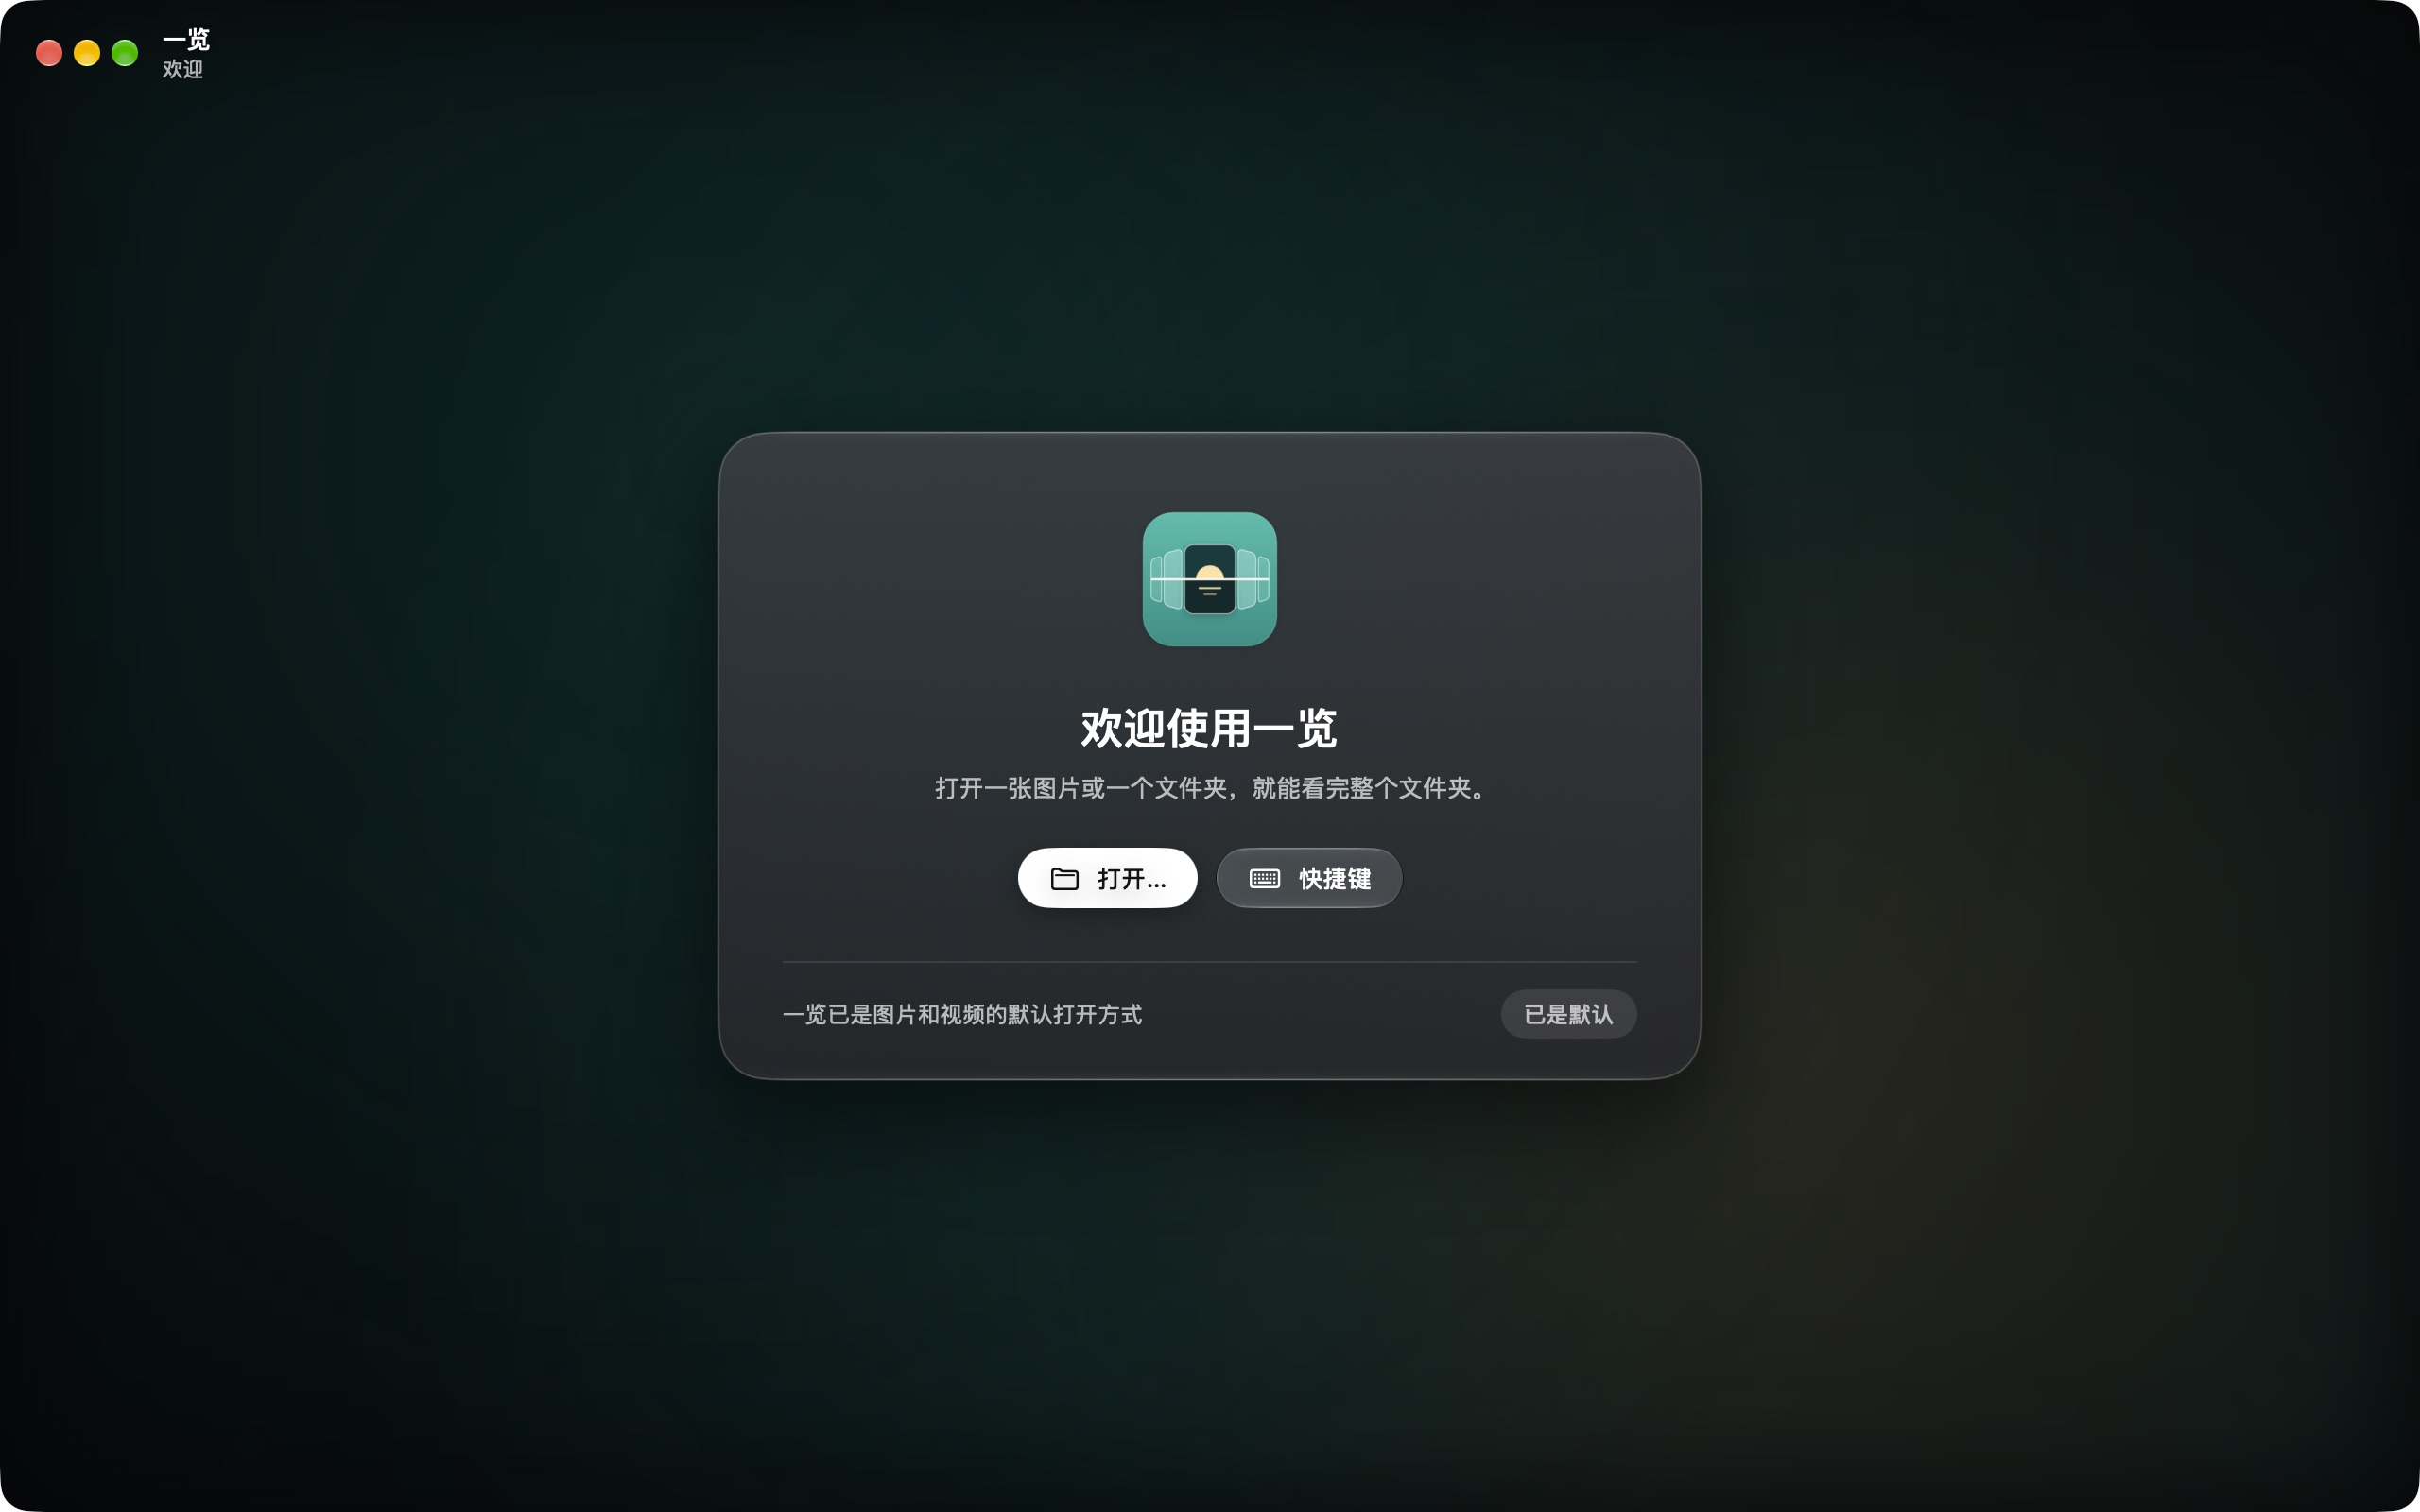 一览
欢迎
欢迎使用一览
打开一张图片或一个文件夹，就能看完整个文件夹。
打开...
快捷键
一览已是图片和视频的默认打开方式
已是默认